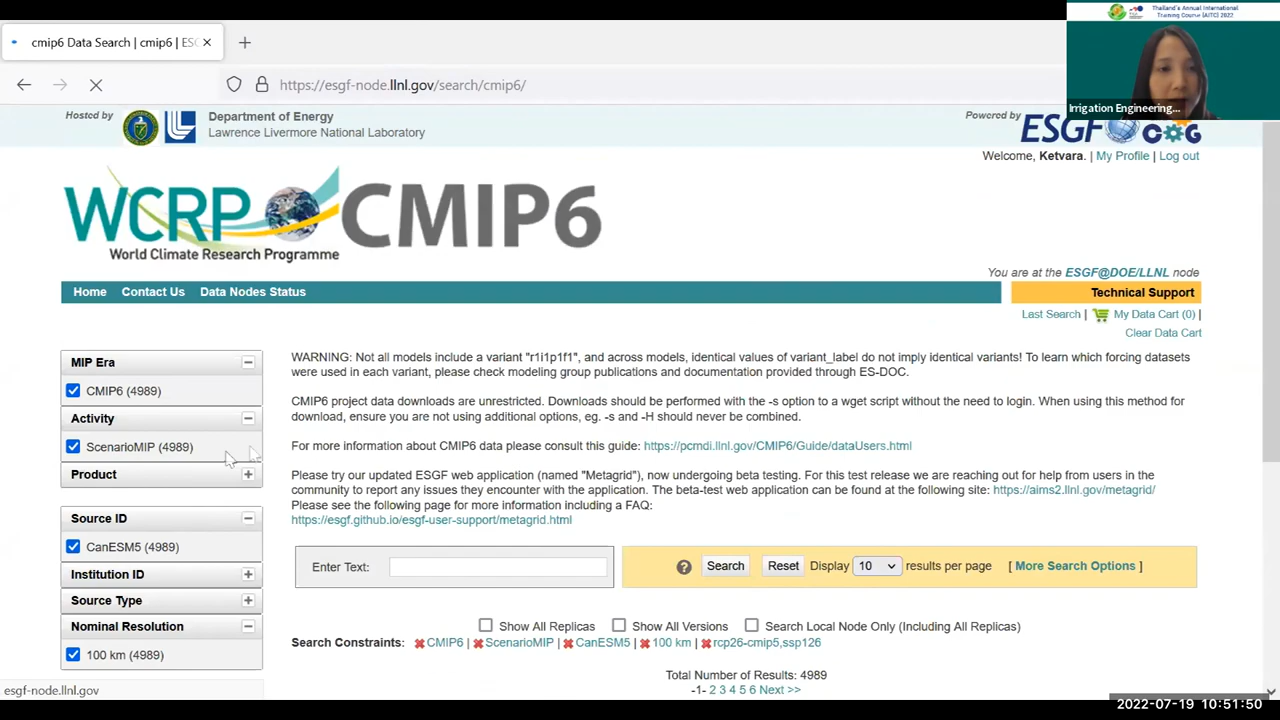 Thailand's Annual International
Training Course (AITC) 2022
cmip6 Data Search | cmip6 | ES
https://esgf-node.llnl.gov/search/cmip6/
Irrigation Engineering...
Hosted by
Department of Energy
Lawrence Livermore National Laboratory
Powered by
ESGF COG
Welcome, Ketvara. | My Profile | Log out
WCRP CMIP6
World Climate Research Programme
You are at the ESGF@DOE/LLNL node
Home Contact Us Data Nodes Status
Technical Support
Last Search | My Data Cart (0) |
Clear Data Cart
MIP Era
CMIP6 (4989)
Activity
ScenarioMIP (4989)
Product
Source ID
CanESM5 (4989)
Institution ID
Source Type
Nominal Resolution
100 km (4989)
WARNING: Not all models include a variant "r1i1p1f1", and across models, identical values of variant_label do not imply identical variants! To learn which forcing datasets
were used in each variant, please check modeling group publications and documentation provided through ES-DOC.
CMIP6 project data downloads are unrestricted. Downloads should be performed with the -s option to a wget script without the need to login. When using this method for
download, ensure you are not using additional options, eg. -s and -H should never be combined.
For more information about CMIP6 data please consult this guide: https://pcmdi.llnl.gov/CMIP6/Guide/dataUsers.html
Please try our updated ESGF web application (named "Metagrid"), now undergoing beta testing. For this test release we are reaching out for help from users in the
community to report any issues they encounter with the application. The beta-test web application can be found at the following site: https://aims2.llnl.gov/metagrid/
Please see the following page for more information including a FAQ:
https://esgf.github.io/esgf-user-support/metagrid.html
Enter Text:
Search Reset Display 10 results per page [ More Search Options ]
Show All Replicas Show All Versions Search Local Node Only (Including All Replicas)
Search Constraints: CMIP6 | ScenarioMIP | CanESM5 | 100 km | rcp26-cmip5,ssp126
Total Number of Results: 4989
-1- 2 3 4 5 6 Next >>
esgf-node.llnl.gov
2022-07-19 10:51:50